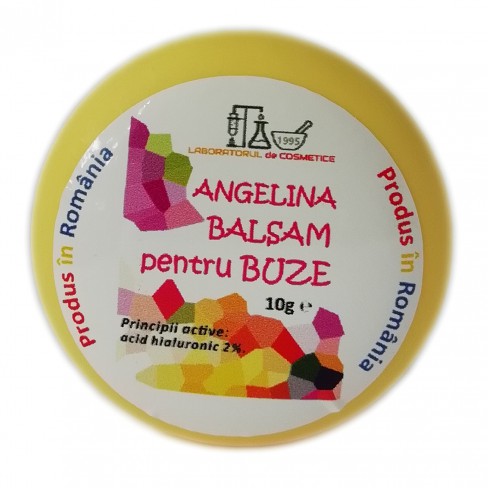 1995
LABORATORUL de COSMETICE
ANGELINA
BALSAM
pentru BUZE
10g e
Principii active:
acid hialuronic 2%.
Produs în România
Produs în România